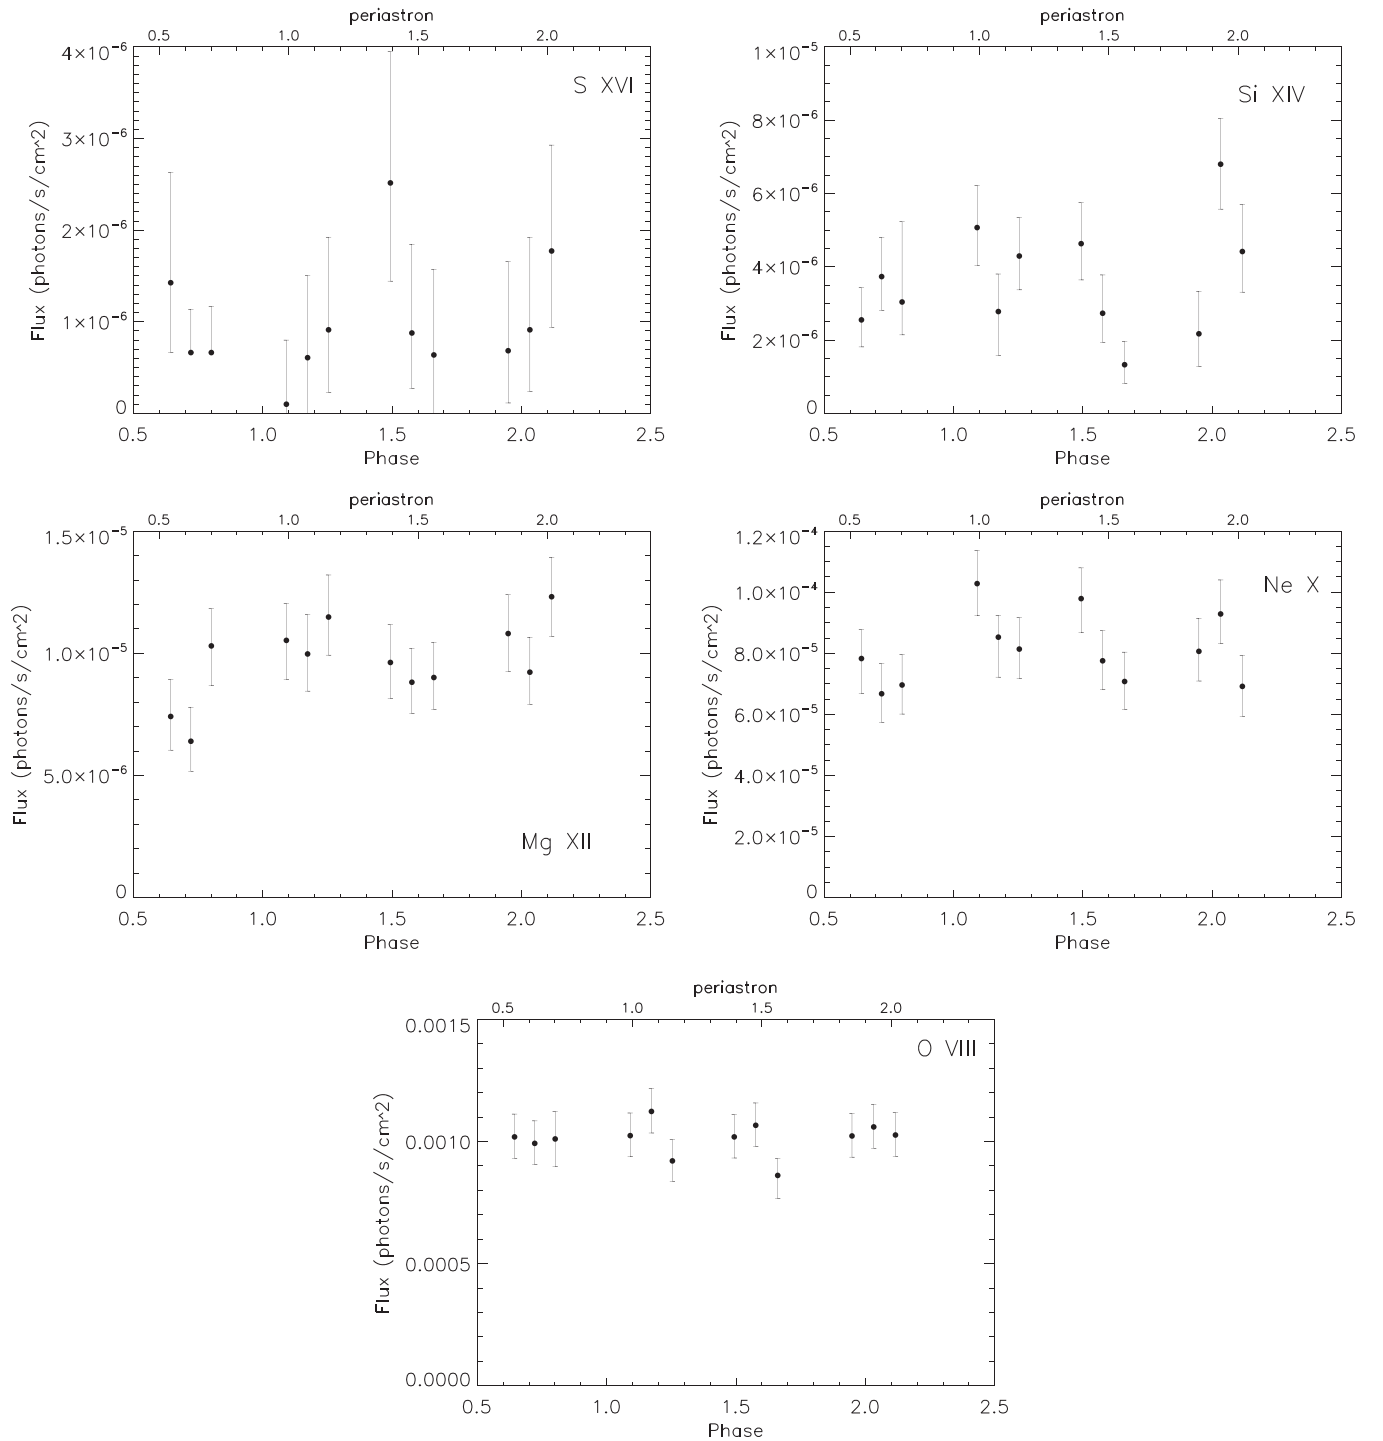 periastron
0.5 1.0 1.5 2.0
4×10⁻⁶
3×10⁻⁶
2×10⁻⁶
1×10⁻⁶
0
S XVI
Flux (photons/s/cm^2)
0.5 1.0 1.5 2.0 2.5
Phase
periastron
0.5 1.0 1.5 2.0
1×10⁻⁵
8×10⁻⁶
6×10⁻⁶
4×10⁻⁶
2×10⁻⁶
0
Si XIV
Flux (photons/s/cm^2)
0.5 1.0 1.5 2.0 2.5
Phase
periastron
0.5 1.0 1.5 2.0
1.5×10⁻⁵
1.0×10⁻⁵
5.0×10⁻⁶
0
Mg XII
Flux (photons/s/cm^2)
0.5 1.0 1.5 2.0 2.5
Phase
periastron
0.5 1.0 1.5 2.0
1.2×10⁻⁴
1.0×10⁻⁴
8.0×10⁻⁵
6.0×10⁻⁵
4.0×10⁻⁵
2.0×10⁻⁵
0
Ne X
Flux (photons/s/cm^2)
0.5 1.0 1.5 2.0 2.5
Phase
periastron
0.5 1.0 1.5 2.0
0.0015
0.0010
0.0005
0.0000
O VIII
Flux (photons/s/cm^2)
0.5 1.0 1.5 2.0 2.5
Phase